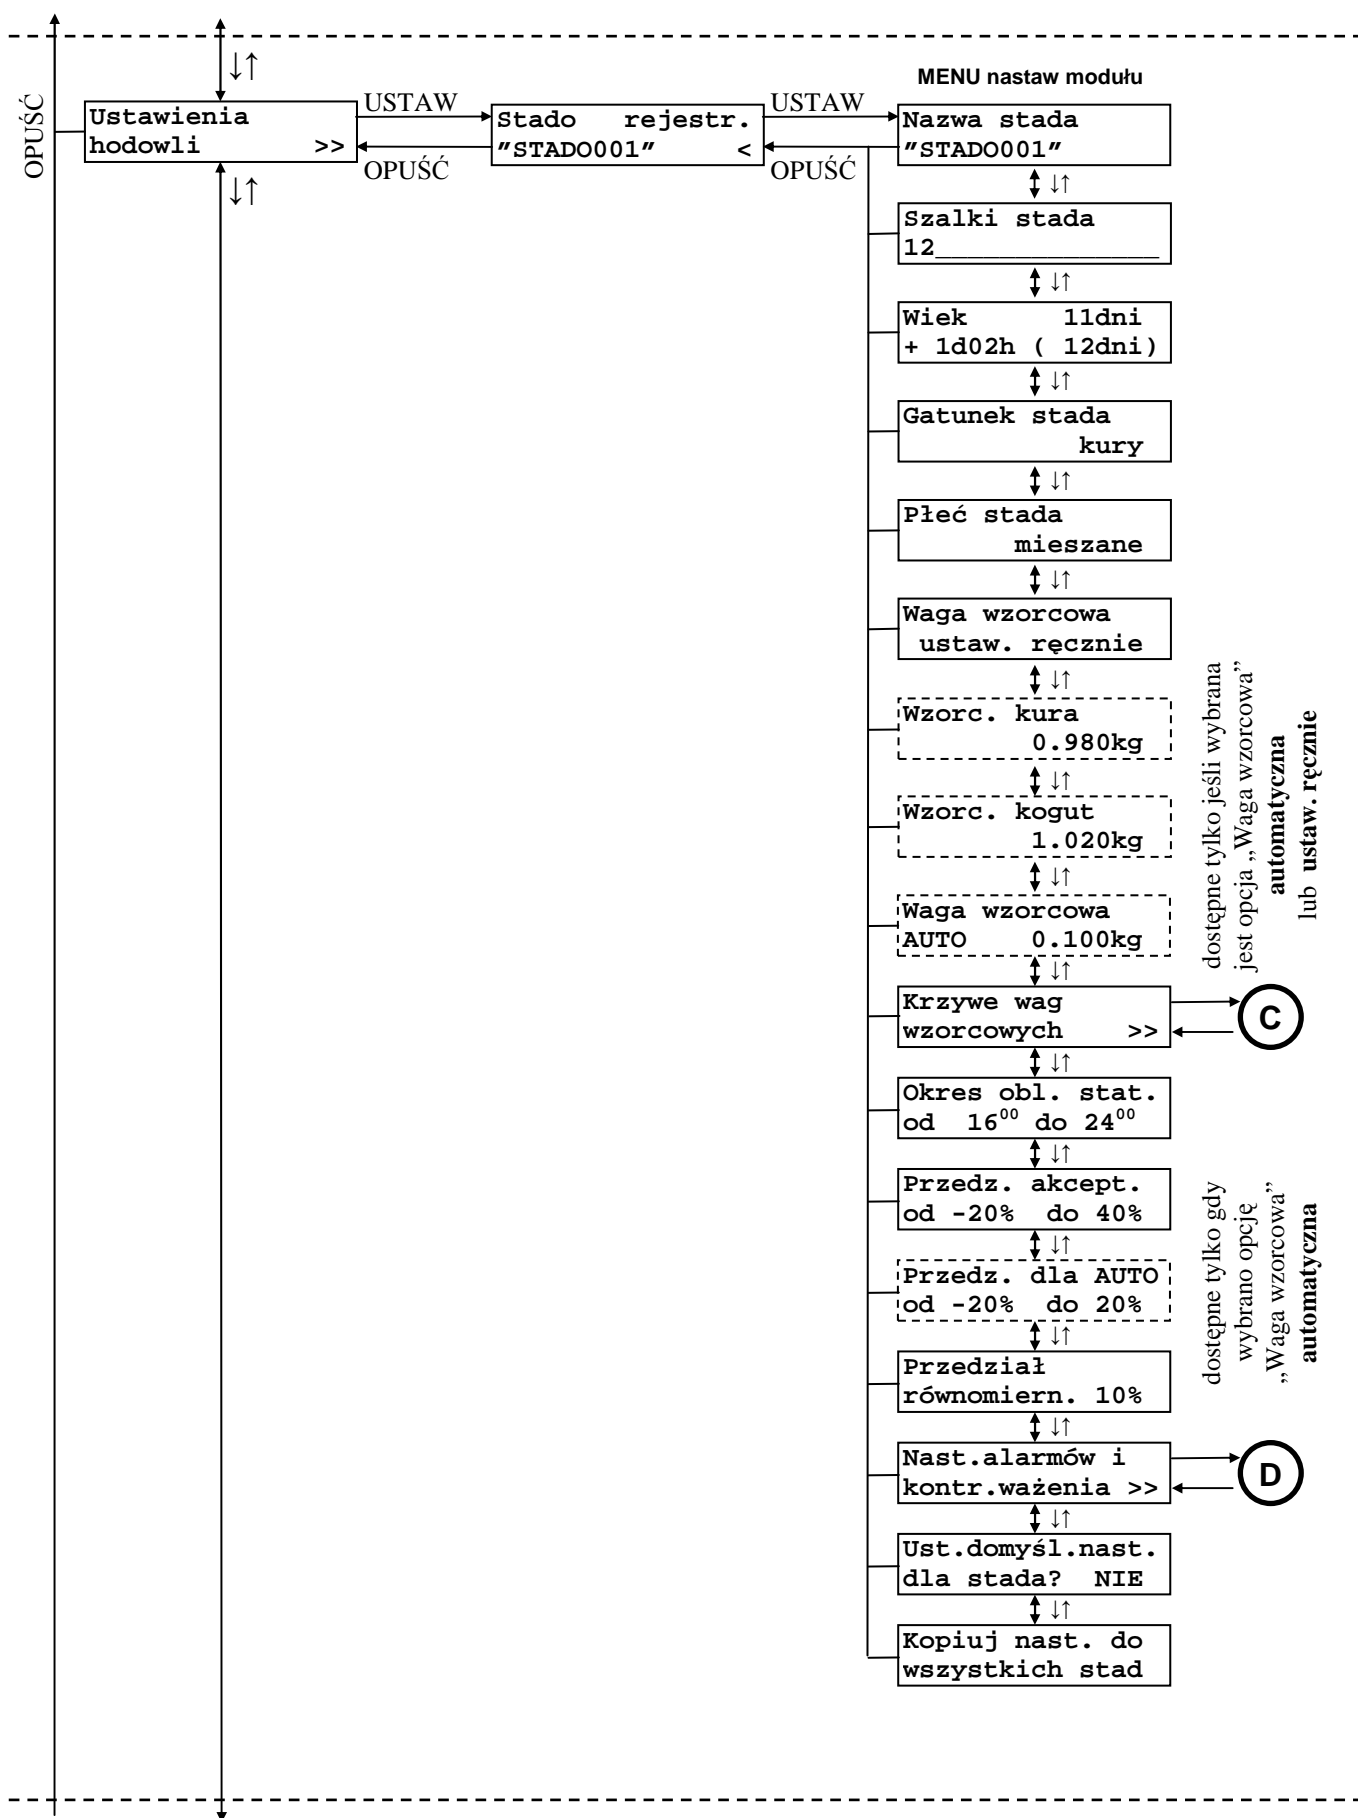 ↓↑
MENU nastaw modułu
OPUŚĆ
Ustawienia
hodowli >>
USTAW
OPUŚĆ
Stado rejestr.
"STADO001" <
USTAW
OPUŚĆ
Nazwa stada
"STADO001"
↓↑
↓↑
Szalki stada
12______________
↓↑
Wiek 11dni
+ 1d02h ( 12dni)
↓↑
Gatunek stada
kury
↓↑
Płeć stada
mieszane
↓↑
Waga wzorcowa
ustaw. ręcznie
↓↑
Wzorc. kura
0.980kg
↓↑
Wzorc. kogut
1.020kg
↓↑
Waga wzorcowa
AUTO 0.100kg
dostępne tylko jeśli wybrana
jest opcja „Waga wzorcowa”
automatyczna
lub ustaw. ręcznie
↓↑
Krzywe wag
wzorcowych >>
C
↓↑
Okres obl. stat.
od 16⁰⁰ do 24⁰⁰
↓↑
Przedz. akcept.
od -20% do 40%
↓↑
Przedz. dla AUTO
od -20% do 20%
dostępne tylko gdy
wybrano opcję
„Waga wzorcowa”
automatyczna
↓↑
Przedział
równomiern. 10%
↓↑
Nast.alarmów i
kontr.ważenia >>
D
↓↑
Ust.domyśl.nast.
dla stada? NIE
↓↑
Kopiuj nast. do
wszystkich stad